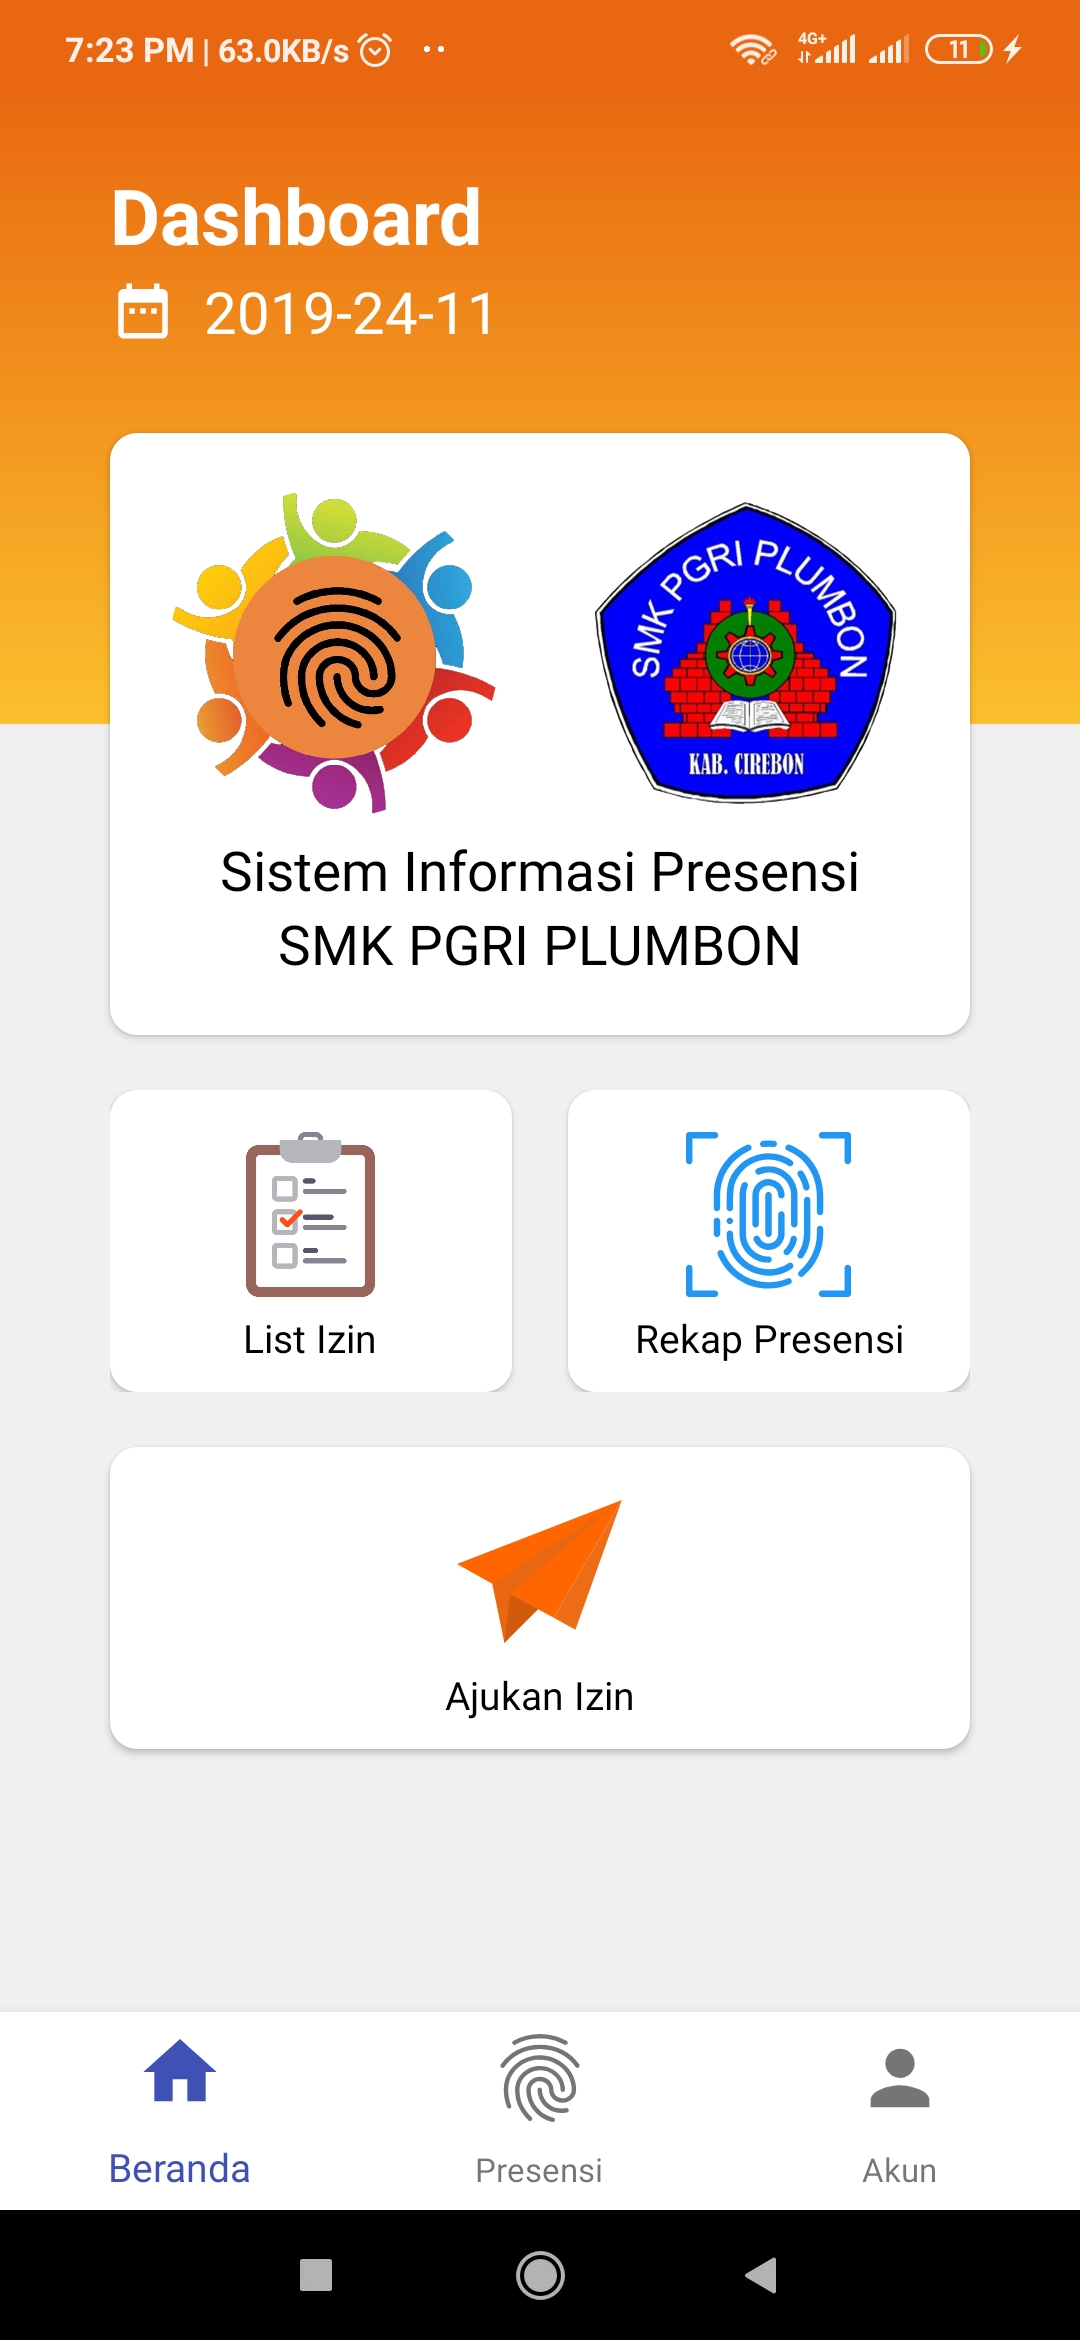 7:23 PM | 63.0KB/s
4G+
11
Dashboard
2019-24-11
SMK PGRI PLUMBON
KAB. CIREBON
Sistem Informasi Presensi
SMK PGRI PLUMBON
List Izin
Rekap Presensi
Ajukan Izin
Beranda
Presensi
Akun